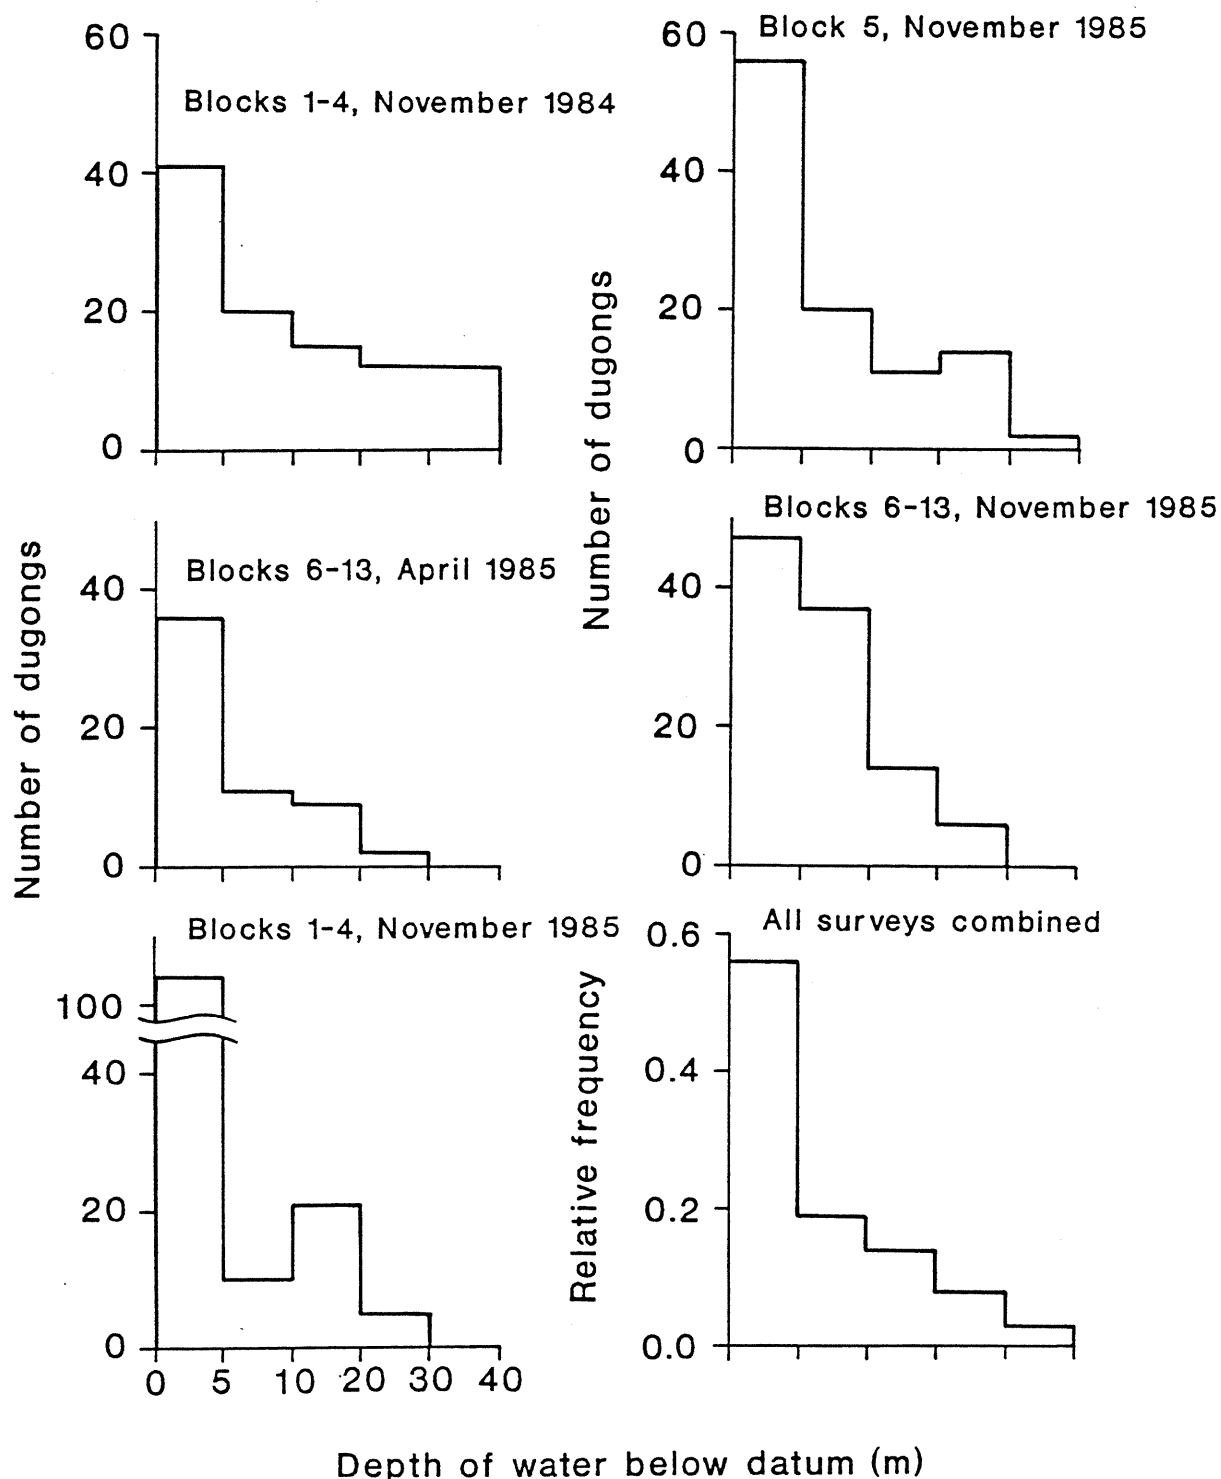 Blocks 1-4, November 1984
60
40
20
0
Number of dugongs
Blocks 6-13, April 1985
40
20
0
Blocks 1-4, November 1985
100
40
20
0
0 5 10 20 30 40
Block 5, November 1985
60
40
20
0
Number of dugongs
Blocks 6-13, November 1985
40
20
0
All surveys combined
Relative frequency
0.6
0.4
0.2
0.0
Depth of water below datum (m)